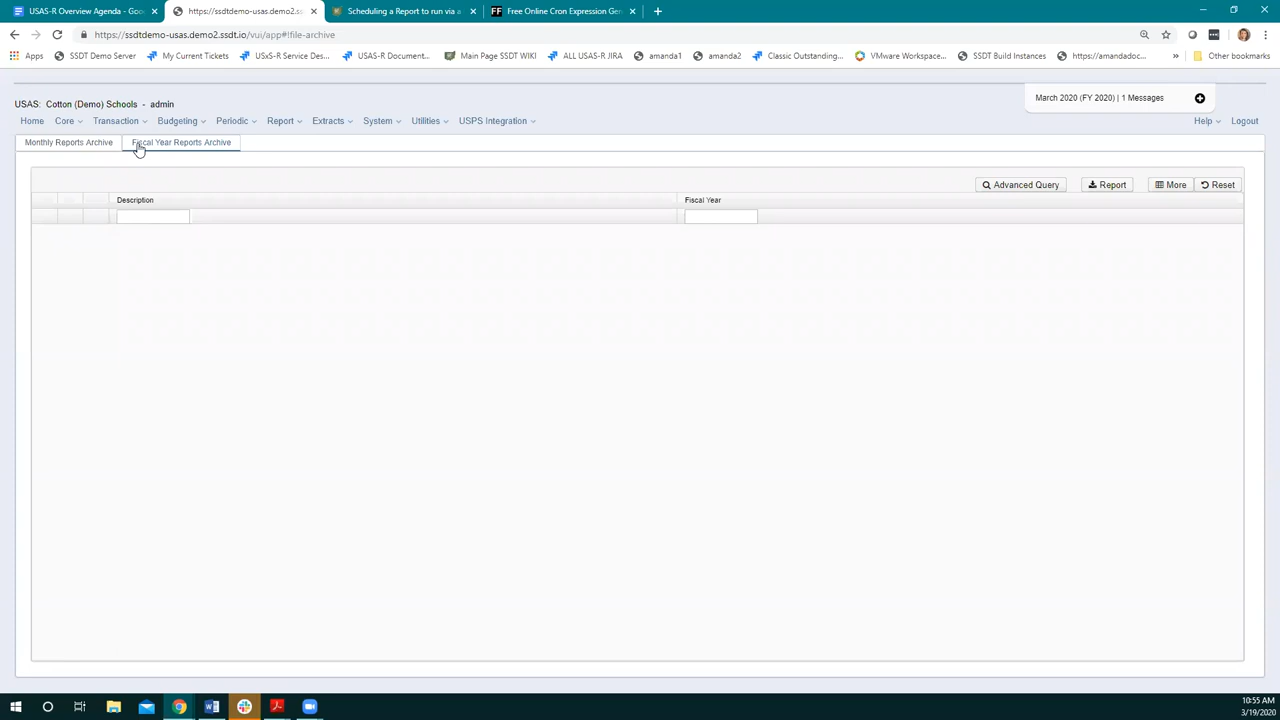 USAS-R Overview Agenda - Goo
https://ssdtdemo-usas.demo2.ss
Scheduling a Report to run via a
Free Online Cron Expression Gen
https://ssdtdemo-usas.demo2.ssdt.io/vui/app#!file-archive
Apps
SSDT Demo Server
My Current Tickets
USxS-R Service Des...
USAS-R Document...
Main Page SSDT WIKI
ALL USAS-R JIRA
amanda1
amanda2
Classic Outstanding...
VMware Workspace...
SSDT Build Instances
https://amandadoc...
Other bookmarks
USAS: Cotton (Demo) Schools - admin
March 2020 (FY 2020) | 1 Messages
Home
Core
Transaction
Budgeting
Periodic
Report
Extracts
System
Utilities
USPS Integration
Help
Logout
Monthly Reports Archive
Fiscal Year Reports Archive
Advanced Query
Report
More
Reset
Description
Fiscal Year
10:55 AM
3/19/2020